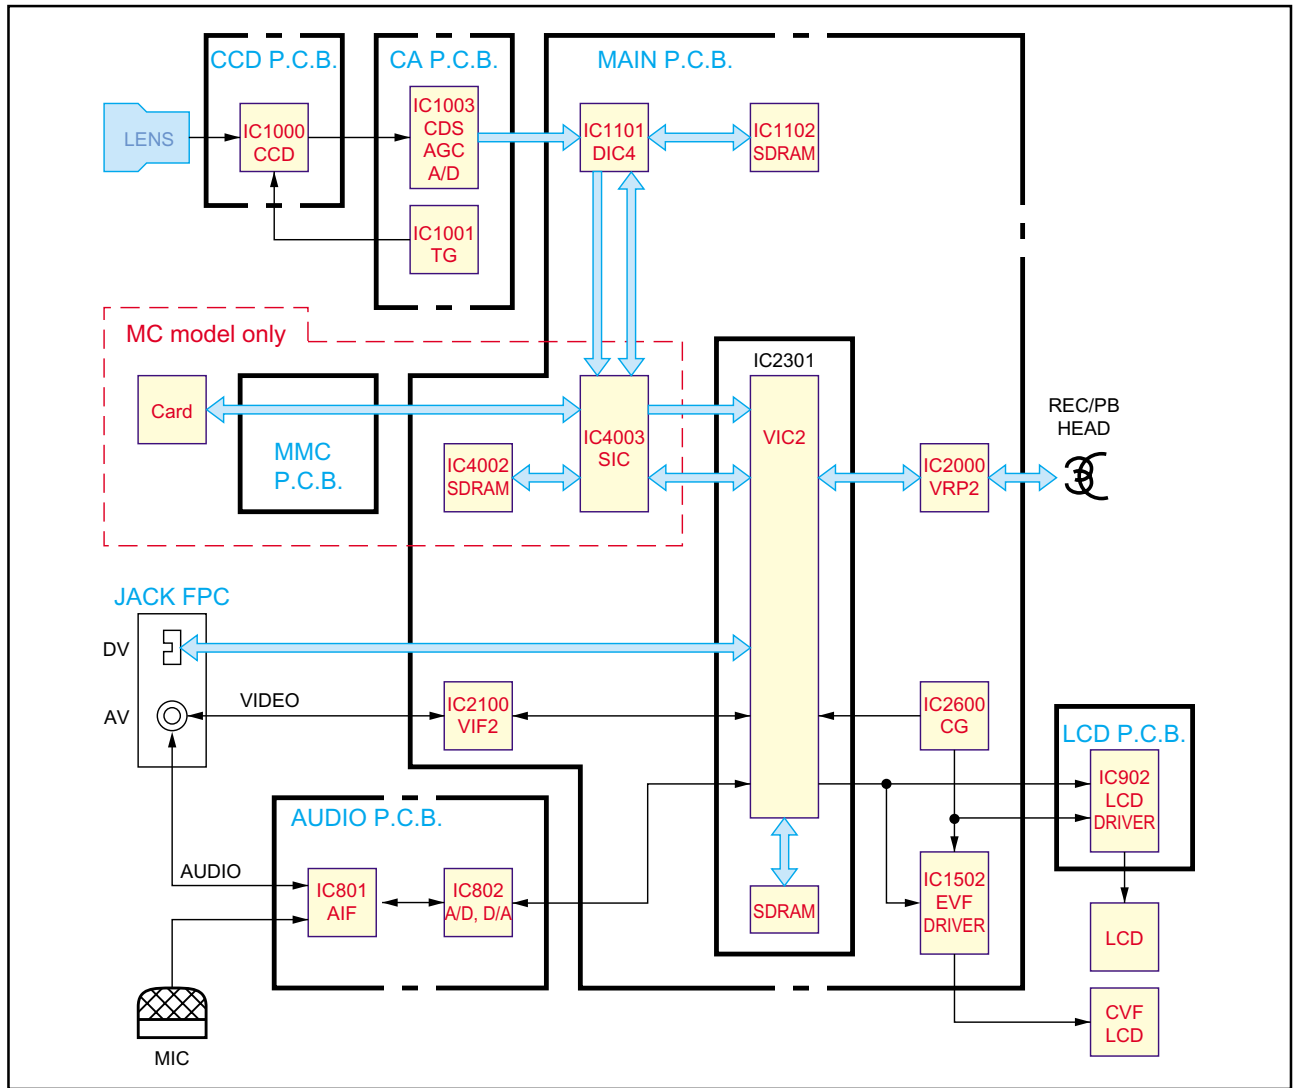 CCD P.C.B.
CA P.C.B.
MAIN P.C.B.
LENS
IC1000
CCD
IC1003
CDS
AGC
A/D
IC1101
DIC4
IC1102
SDRAM
IC1001
TG
MC model only
IC2301
Card
MMC
P.C.B.
IC4003
SIC
IC4002
SDRAM
VIC2
IC2000
VRP2
REC/PB
HEAD
JACK FPC
DV
AV
VIDEO
IC2100
VIF2
IC2600
CG
LCD P.C.B.
IC902
LCD
DRIVER
AUDIO P.C.B.
AUDIO
IC801
AIF
IC802
A/D, D/A
SDRAM
IC1502
EVF
DRIVER
LCD
CVF
LCD
MIC